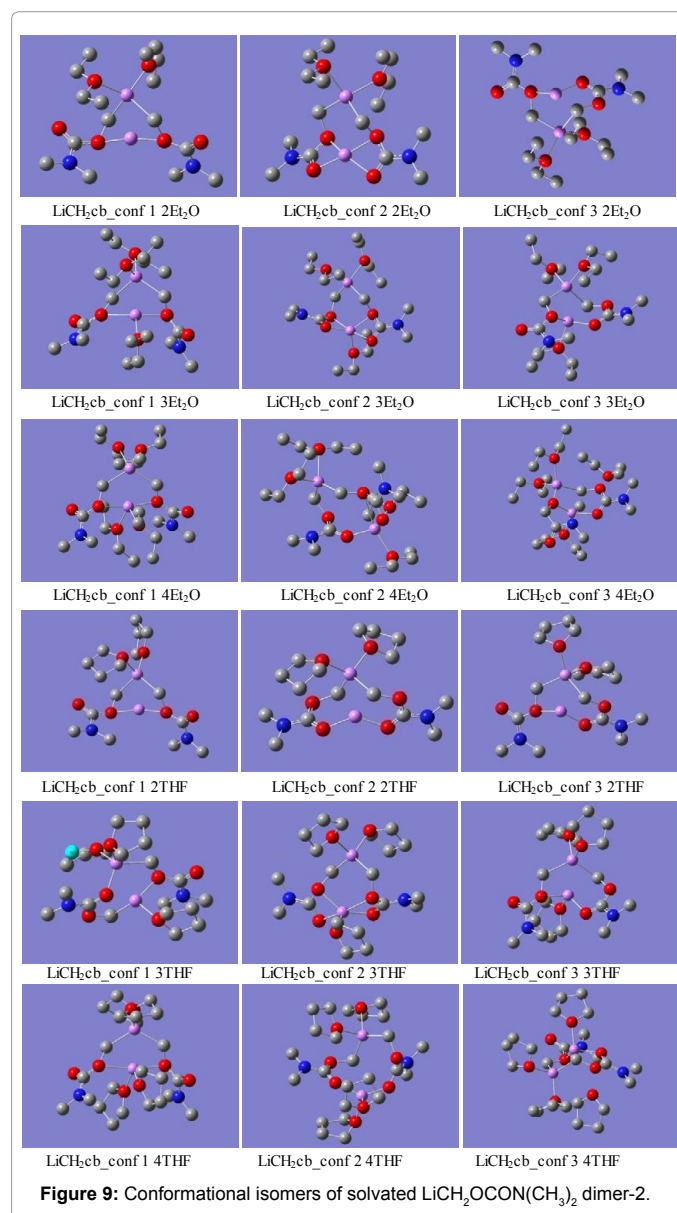 LiCH₂cb_conf 1 2Et₂O
LiCH₂cb_conf 2 2Et₂O
LiCH₂cb_conf 3 2Et₂O
LiCH₂cb_conf 1 3Et₂O
LiCH₂cb_conf 2 3Et₂O
LiCH₂cb_conf 3 3Et₂O
LiCH₂cb_conf 1 4Et₂O
LiCH₂cb_conf 2 4Et₂O
LiCH₂cb_conf 3 4Et₂O
LiCH₂cb_conf 1 2THF
LiCH₂cb_conf 2 2THF
LiCH₂cb_conf 3 2THF
LiCH₂cb_conf 1 3THF
LiCH₂cb_conf 2 3THF
LiCH₂cb_conf 3 3THF
LiCH₂cb_conf 1 4THF
LiCH₂cb_conf 2 4THF
LiCH₂cb_conf 3 4THF
Figure 9: Conformational isomers of solvated LiCH₂OCON(CH₃)₂ dimer-2.